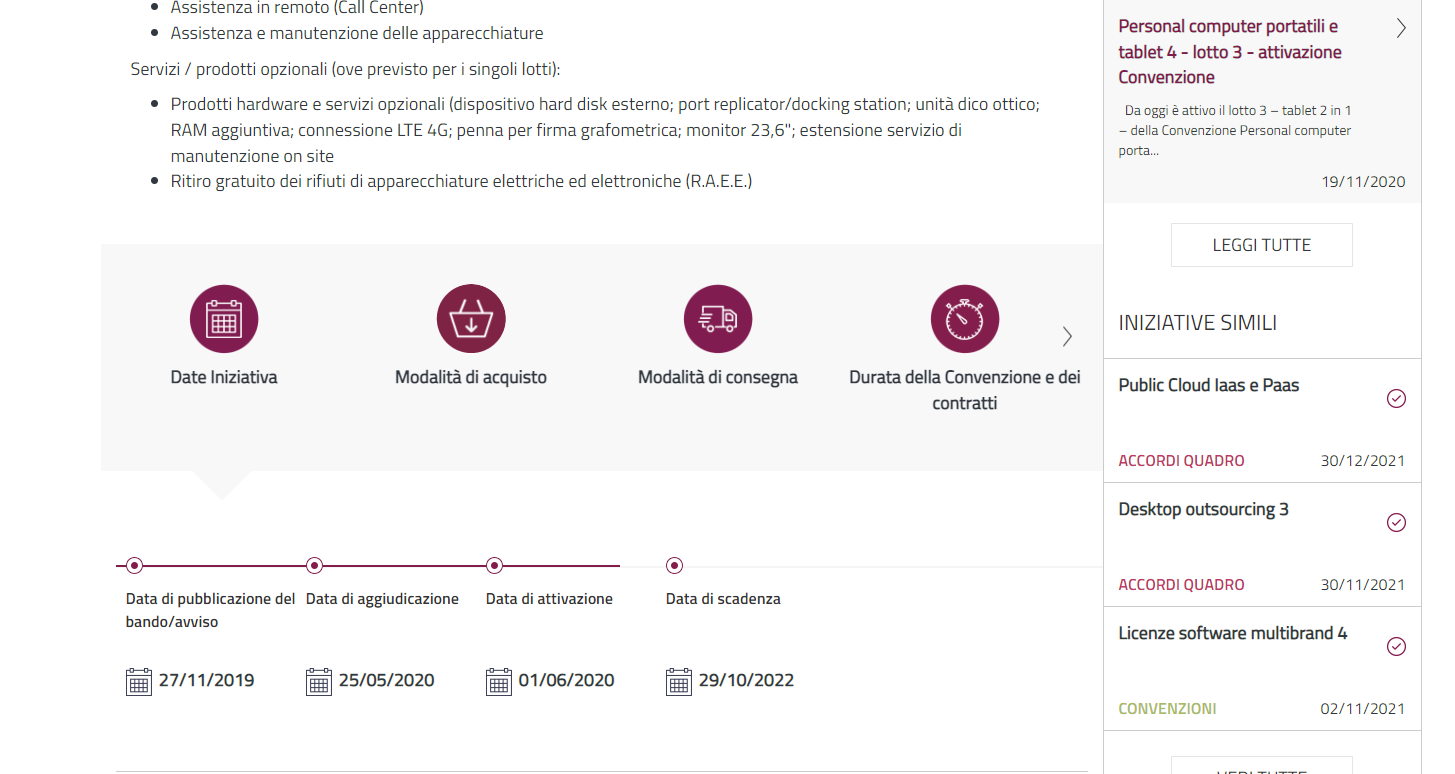 Assistenza in remoto (Call Center)
Assistenza e manutenzione delle apparecchiature
Servizi / prodotti opzionali (ove previsto per i singoli lotti):
Prodotti hardware e servizi opzionali (dispositivo hard disk esterno; port replicator/docking station; unità dico ottico;
RAM aggiuntiva; connessione LTE 4G; penna per firma grafometrica; monitor 23,6"; estensione servizio di
manutenzione on site
Ritiro gratuito dei rifiuti di apparecchiature elettriche ed elettroniche (R.A.E.E.)
Date Iniziativa
Modalità di acquisto
Modalità di consegna
Durata della Convenzione e dei
contratti
Data di pubblicazione del
bando/avviso
Data di aggiudicazione
Data di attivazione
Data di scadenza
27/11/2019
25/05/2020
01/06/2020
29/10/2022
Personal computer portatili e
tablet 4 - lotto 3 - attivazione
Convenzione
Da oggi è attivo il lotto 3 – tablet 2 in 1
– della Convenzione Personal computer
porta...
19/11/2020
LEGGI TUTTE
INIZIATIVE SIMILI
Public Cloud Iaas e Paas
ACCORDI QUADRO
30/12/2021
Desktop outsourcing 3
ACCORDI QUADRO
30/11/2021
Licenze software multibrand 4
CONVENZIONI
02/11/2021
VEDI TUTTE